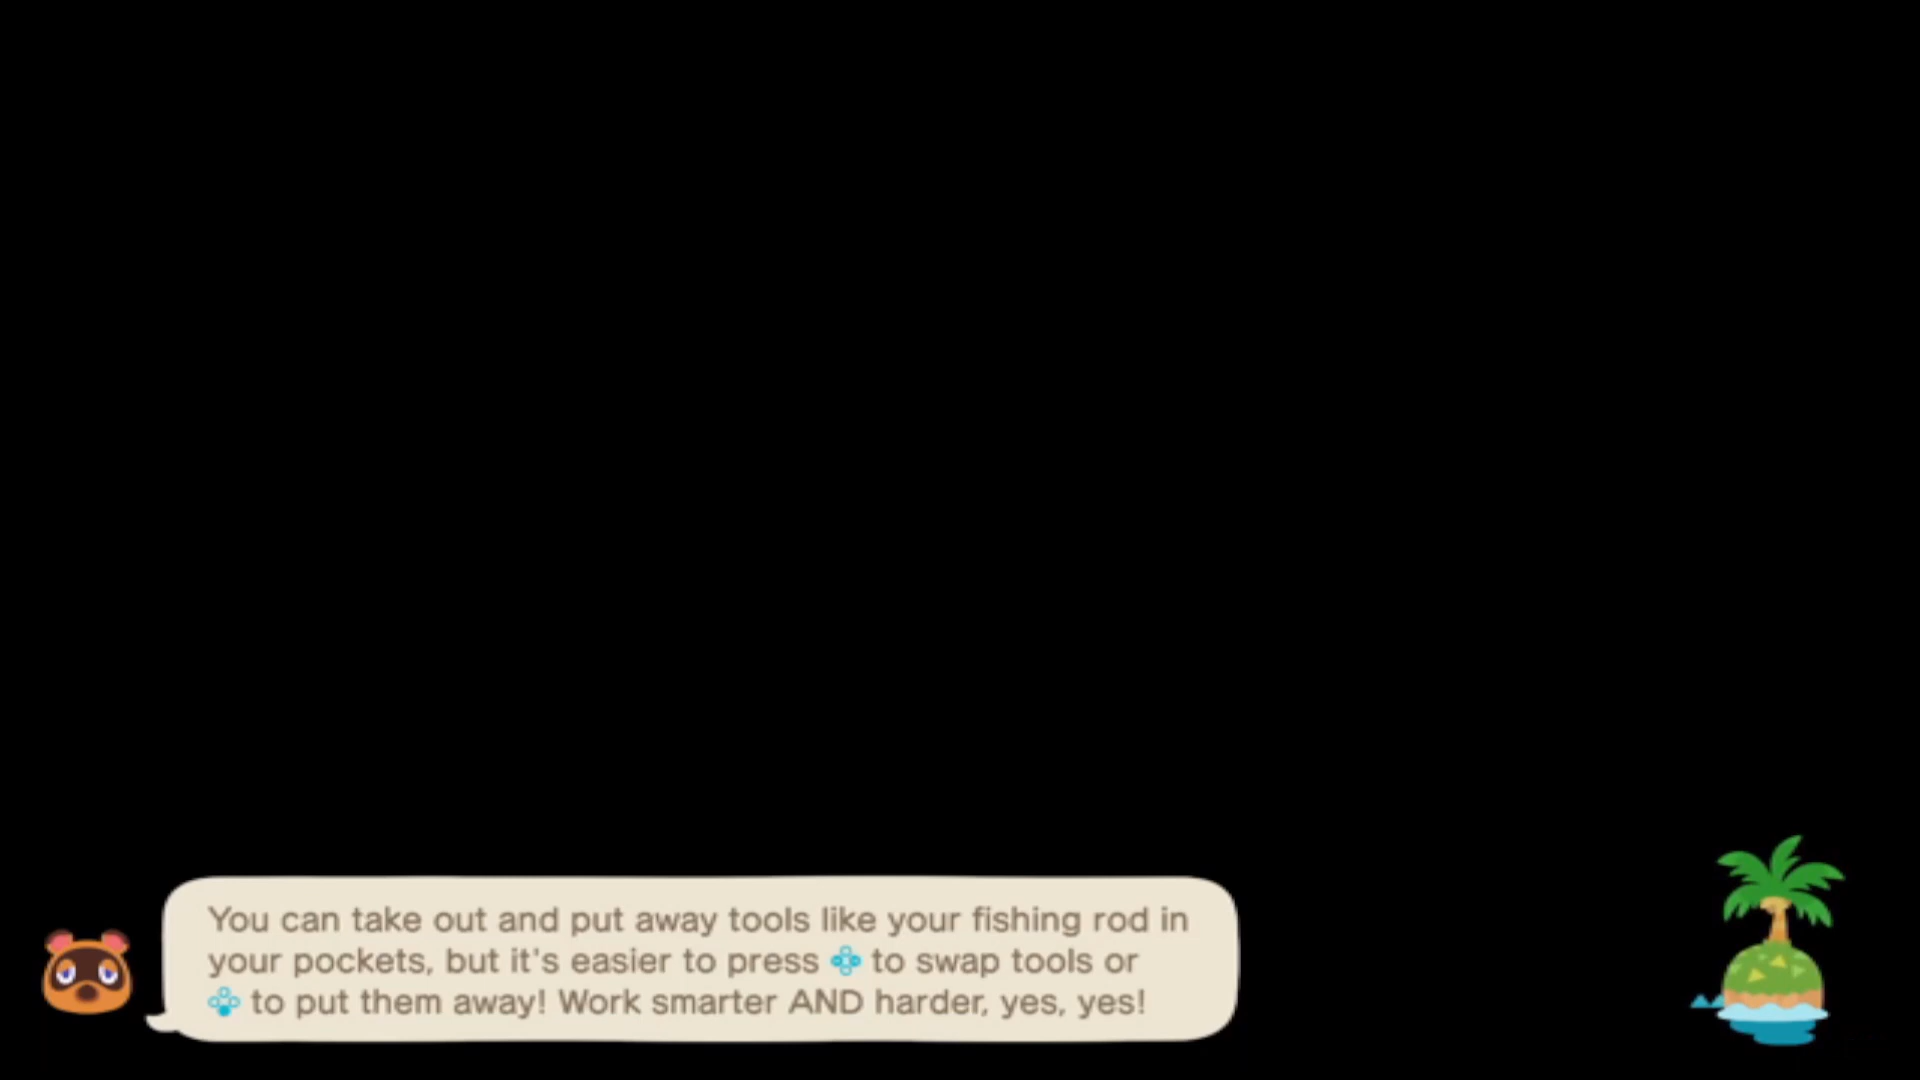 You can take out and put away tools like your fishing rod in
your pockets, but it's easier to press to swap tools or
to put them away! Work smarter AND harder, yes, yes!